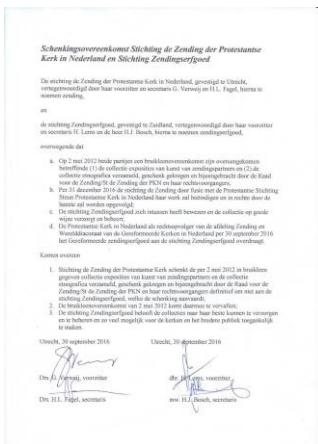 Schenkingsovereenkomst Stichting de Zending der Protestantse
Kerk in Nederland en Stichting Zendingserfgoed
De stichting de Zending der Protestantse Kerk in Nederland, gevestigd te Utrecht,
vertegenwoordigd door haar voorzitter en secretaris G. Verweij en H.L. Fagel, hierna te
noemen zending,
en
de stichting Zendingserfgoed, gevestigd te Zuidland, vertegenwoordigd door haar voorzitter
en secretaris H. Lems en de heer H.J. Bosch, hierna te noemen zendingserfgoed,
overwegende dat
a. Op 2 mei 2012 beide partijen een bruikleenovereenkomst zijn overeengekomen
betreffende (1) de collectie exposities van kunst van zendingspartners en (2) de
collectie etnografica verzameld, geschenk gekregen en bijeengebracht door de Raad
voor de Zending/St de Zending der PKN en haar rechtsvoorgangers.
b. Per 31 december 2016 de stichting de Zending door fusie met de Protestantse Stichting
Steun Protestantse Kerk in Nederland haar werk zal beëindigen en in rechte door de
laatste zal worden opgevolgd;
c. De stichting Zendingserfgoed zich intussen heeft bewezen en de collectie op goede
wijze verzorgt en beheert;
d. De Protestantse Kerk in Nederland als rechtsopvolger van de afdeling Zending en
Werelddiaconaat van de Gereformeerde Kerken in Nederland per 30 september 2016
het Gereformeerde zendingserfgoed aan de stichting Zendingserfgoed overdraagt.
Komen overeen
1. Stichting de Zending der Protestantse Kerk schenkt de per 2 mei 2012 in bruikleen
gegeven collectie exposities van kunst van zendingspartners en de collectie
etnografica verzameld, geschenk gekregen en bijeengebracht door de Raad voor de
Zending/St de Zending der PKN en haar rechtsvoorgangers definitief om niet aan de
stichting Zendingserfgoed, welke de schenking aanvaardt;
2. De bruikleenovereenkomst van 2 mei 2012 komt daarmee te vervallen;
3. De stichting Zendingserfgoed belooft de collecties naar haar beste kunnen te verzorgen
en te beheren en zo veel mogelijk voor de kerken en het bredere publiek toegankelijk
te maken.
Utrecht, 30 september 2016 Utrecht, 30 september 2016
Drs. G. Verweij, voorzitter dhr. H. Lems, voorzitter
Drs. H.L. Fagel, secretaris mw. H.J. Bosch, secretaris